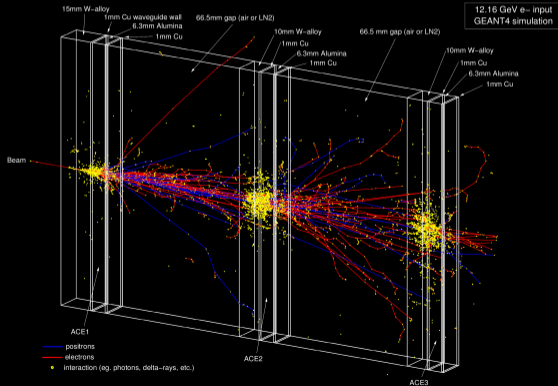 12.16 GeV e- input
GEANT4 simulation
15mm W-alloy
1mm Cu waveguide wall
6.3mm Alumina
1mm Cu
66.5mm gap (air or LN2)
10mm W-alloy
1mm Cu
6.3mm Alumina
1mm Cu
66.5mm gap (air or LN2)
10mm W-alloy
1mm Cu
6.3mm Alumina
1mm Cu
Beam
ACE1
ACE2
ACE3
positrons
electrons
interaction (eg. photons, delta-rays, etc.)